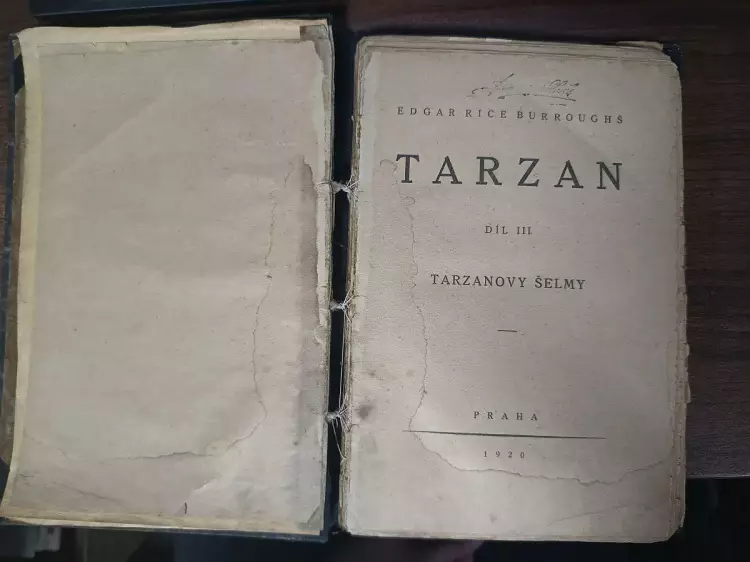 EDGAR RICE BURROUGHS
TARZAN
DÍL III.
TARZANOVY ŠELMY
PRAHA
1920